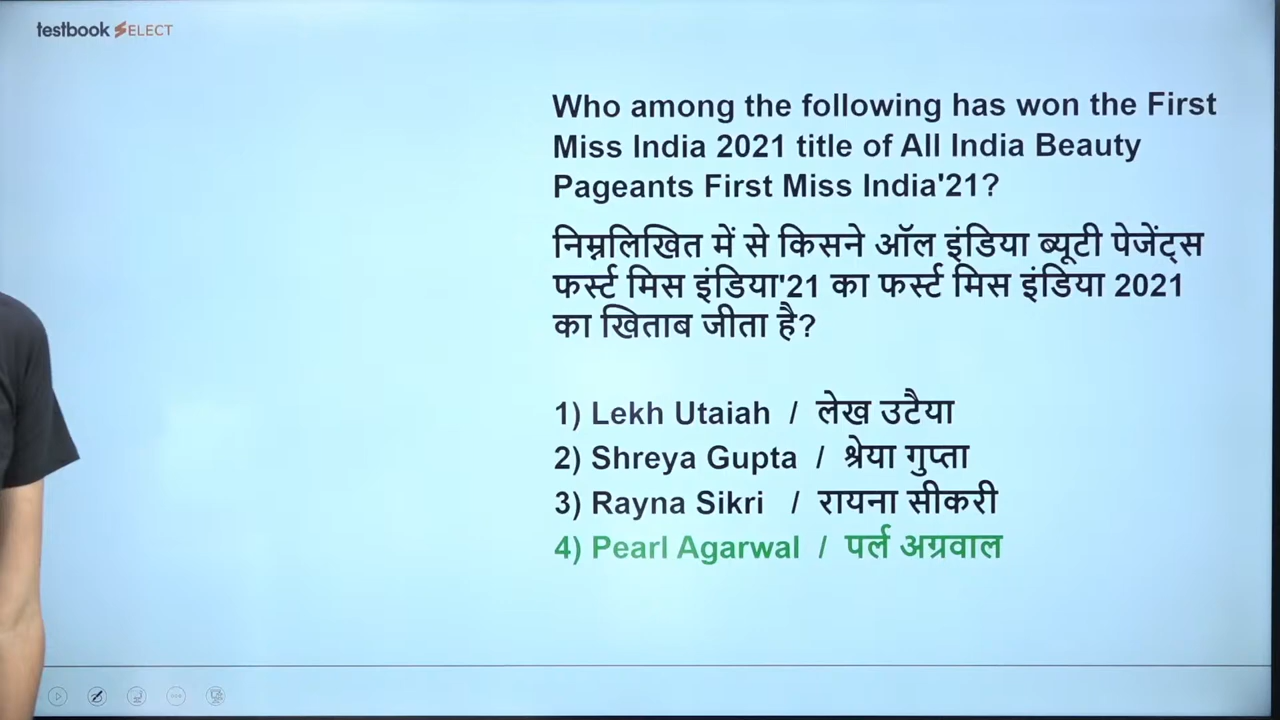 testbook SELECT
Who among the following has won the First
Miss India 2021 title of All India Beauty
Pageants First Miss India'21?
निम्नलिखित में से किसने ऑल इंडिया ब्यूटी पेजेंट्स
फर्स्ट मिस इंडिया'21 का फर्स्ट मिस इंडिया 2021
का खिताब जीता है?
1) Lekh Utaiah / लेख उटैया
2) Shreya Gupta / श्रेया गुप्ता
3) Rayna Sikri / रायना सीकरी
4) Pearl Agarwal / पर्ल अग्रवाल